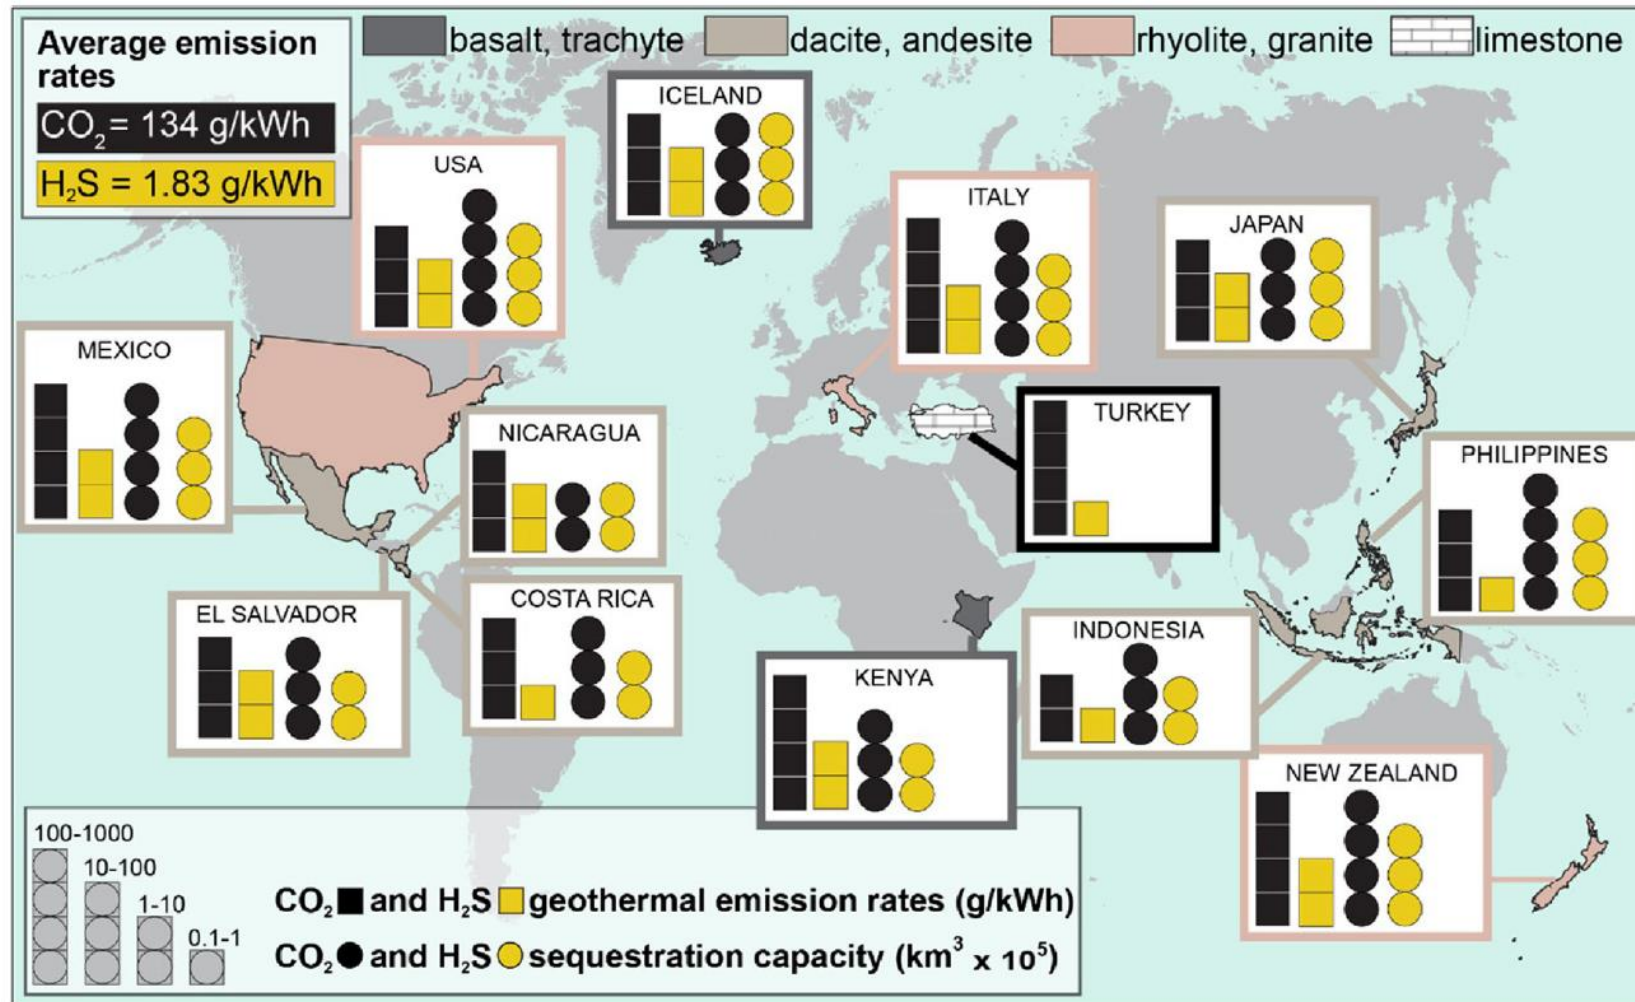 Average emission
rates
CO₂= 134 g/kWh
H₂S = 1.83 g/kWh
basalt, trachyte
dacite, andesite
rhyolite, granite
limestone
ICELAND
USA
ITALY
JAPAN
MEXICO
NICARAGUA
TURKEY
PHILIPPINES
EL SALVADOR
COSTA RICA
INDONESIA
KENYA
NEW ZEALAND
100-1000
10-100
1-10
0.1-1
CO₂ and H₂S geothermal emission rates (g/kWh)
CO₂ and H₂S sequestration capacity (km³ x 10⁵)